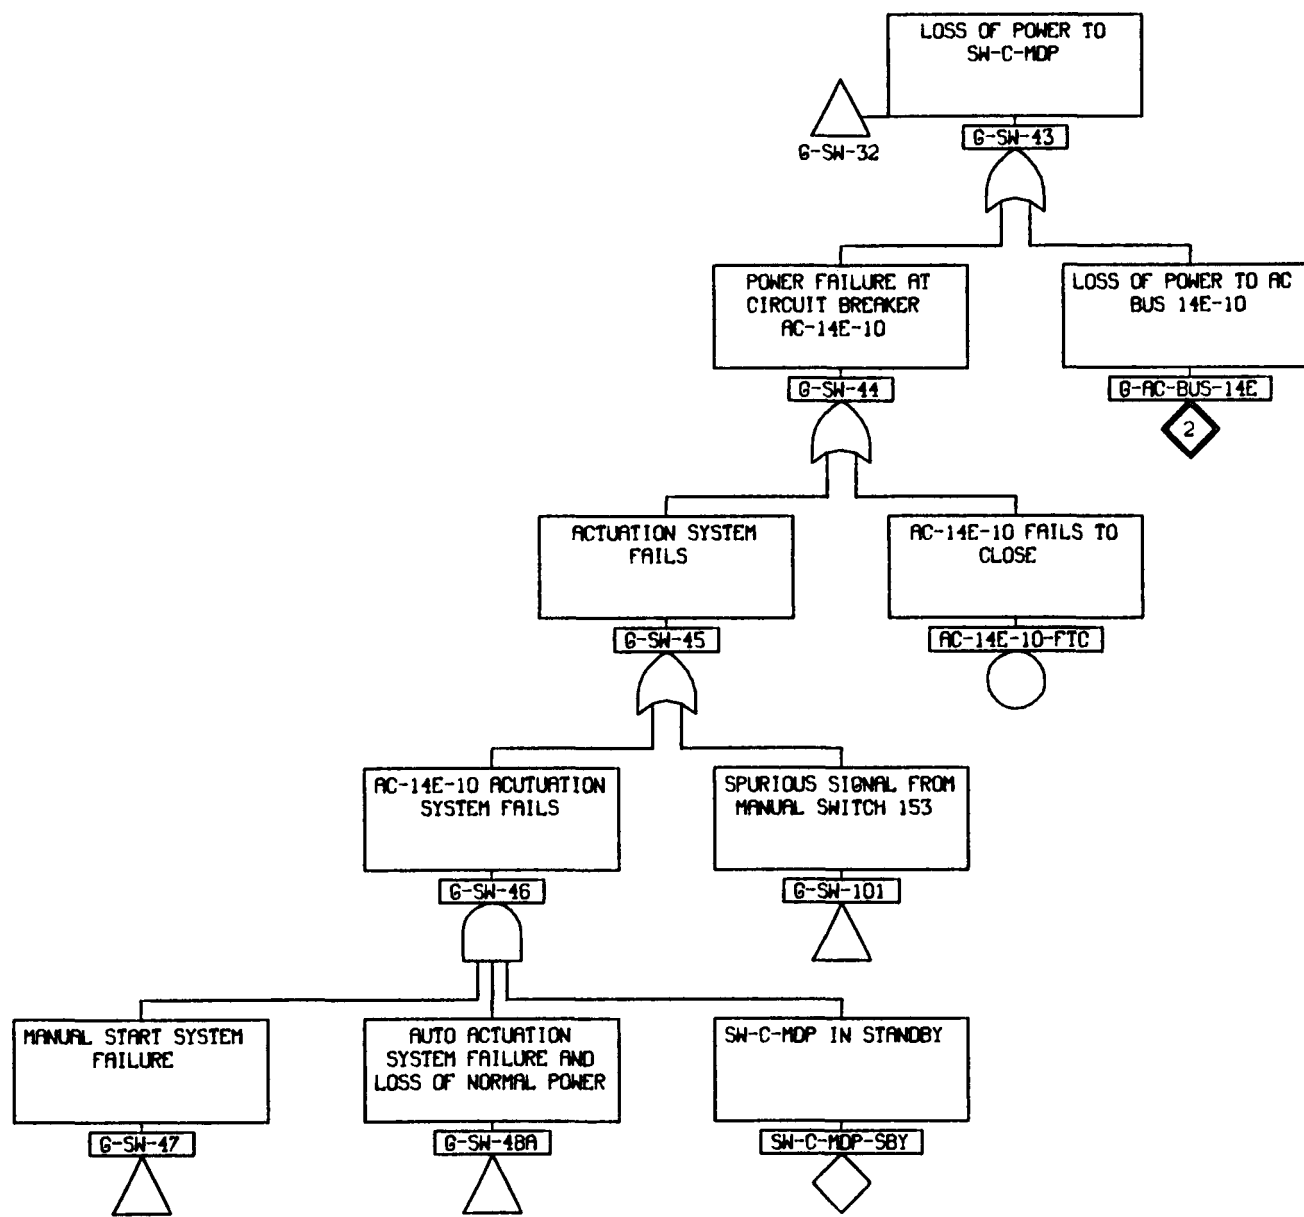 LOSS OF POWER TO
SW-C-MDP
G-SW-32
G-SW-43
POWER FAILURE AT
CIRCUIT BREAKER
AC-14E-10
LOSS OF POWER TO AC
BUS 14E-10
G-SW-44
G-AC-BUS-14E
2
ACTUATION SYSTEM
FAILS
AC-14E-10 FAILS TO
CLOSE
G-SW-45
AC-14E-10-FTC
AC-14E-10 ACUTUATION
SYSTEM FAILS
SPURIOUS SIGNAL FROM
MANUAL SWITCH 153
G-SW-46
G-SW-101
MANUAL START SYSTEM
FAILURE
AUTO ACTUATION
SYSTEM FAILURE AND
LOSS OF NORMAL POWER
SW-C-MDP IN STANDBY
G-SW-47
G-SW-48A
SW-C-MDP-SBY